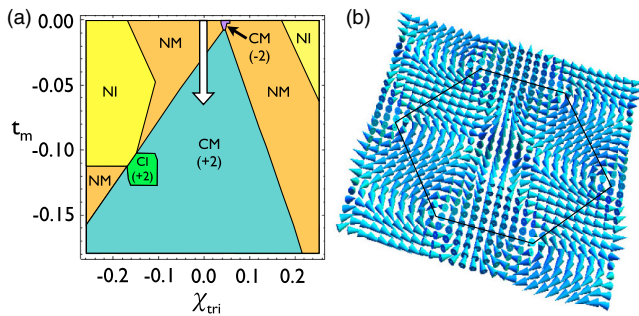 (a)
(b)
0.00
-0.05
-0.10
-0.15
t_m
NI
NM
CM
(-2)
NI
NM
CM
(+2)
CI
(+2)
NM
-0.2
-0.1
0.0
0.1
0.2
χ_tri